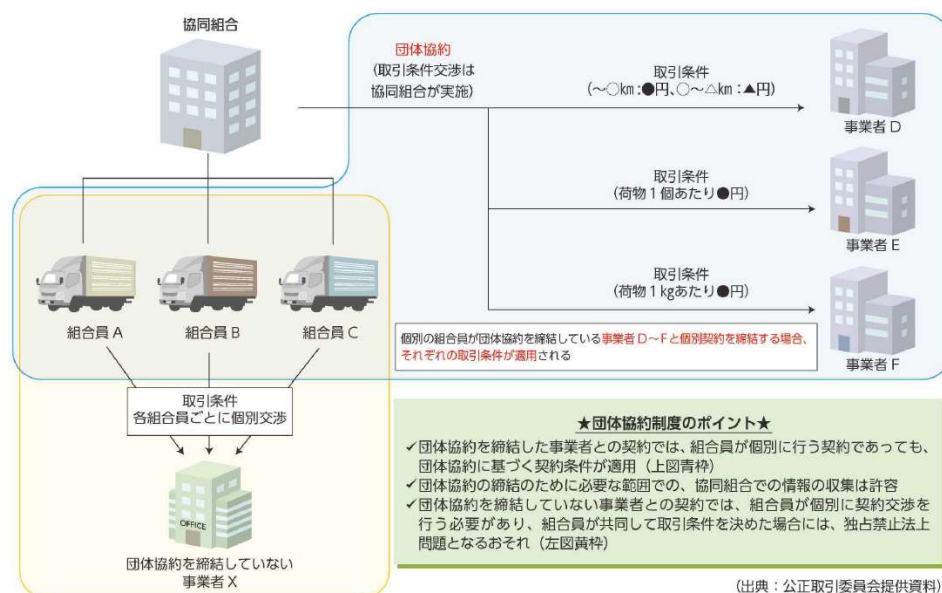 協同組合
団体協約
(取引条件交渉は
協同組合が実施)
取引条件
(～○km:●円、○～△km:▲円)
事業者 D
取引条件
(荷物1個あたり●円)
事業者 E
取引条件
(荷物1kgあたり●円)
事業者 F
組合員 A
組合員 B
組合員 C
個別の組合員が団体協約を締結している事業者D～Fと個別契約を締結する場合、
それぞれの取引条件が適用される
取引条件
各組合員ごとに個別交渉
OFFICE
団体協約を締結していない
事業者 X
★団体協約制度のポイント★
✓団体協約を締結した事業者との契約では、組合員が個別に行う契約であっても、
団体協約に基づく契約条件が適用（上図青枠）
✓団体協約の締結のために必要な範囲での、協同組合での情報の収集は許容
✓団体協約を締結していない事業者との契約では、組合員が個別に契約交渉を
行う必要があり、組合員が共同して取引条件を決めた場合には、独占禁止法上
問題となるおそれ（左図黄枠）
(出典：公正取引委員会提供資料)